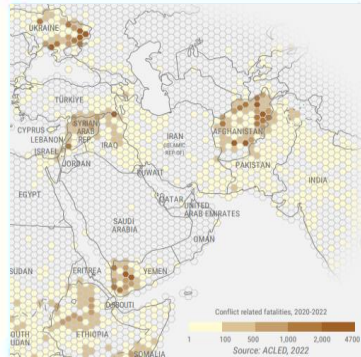 UKRAINE
TÜRKIYE
CYPRUS
SYRIAN
ARAB
REP.
LEBANON
ISRAEL
IRAQ
IRAN
(ISLAMIC
REP. OF)
AFGHANISTAN
JORDAN
KUWAIT
PAKISTAN
EGYPT
QATAR
UNITED
ARAB EMIRATES
INDIA
SAUDI
ARABIA
OMAN
SUDAN
ERITREA
YEMEN
DJIBOUTI
SOUTH
SUDAN
ETHIOPIA
SOMALIA
Conflict related fatalities, 2020-2022
1 100 500 1,000 2,000 4700
Source: ACLED, 2022